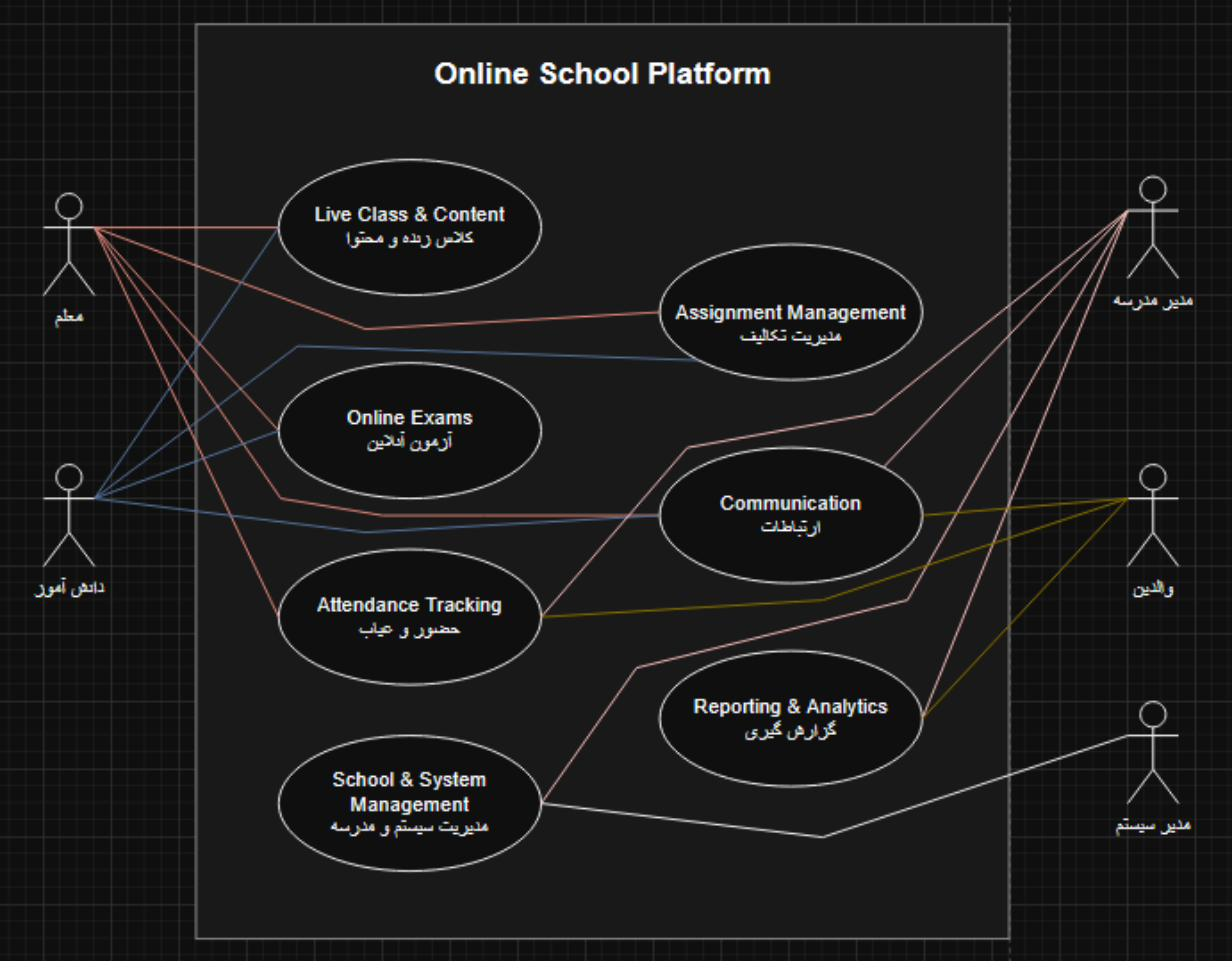 Online School Platform
Live Class & Content
کلاس زنده و محتوا
معلم
Assignment Management
مدیریت تکالیف
مدیر مدرسه
Online Exams
آزمون آنلاین
Communication
ارتباطات
دانش آموز
والدین
Attendance Tracking
حضور و غیاب
Reporting & Analytics
گزارش گیری
School & System
Management
مدیریت سیستم و مدرسه
مدیر سیستم